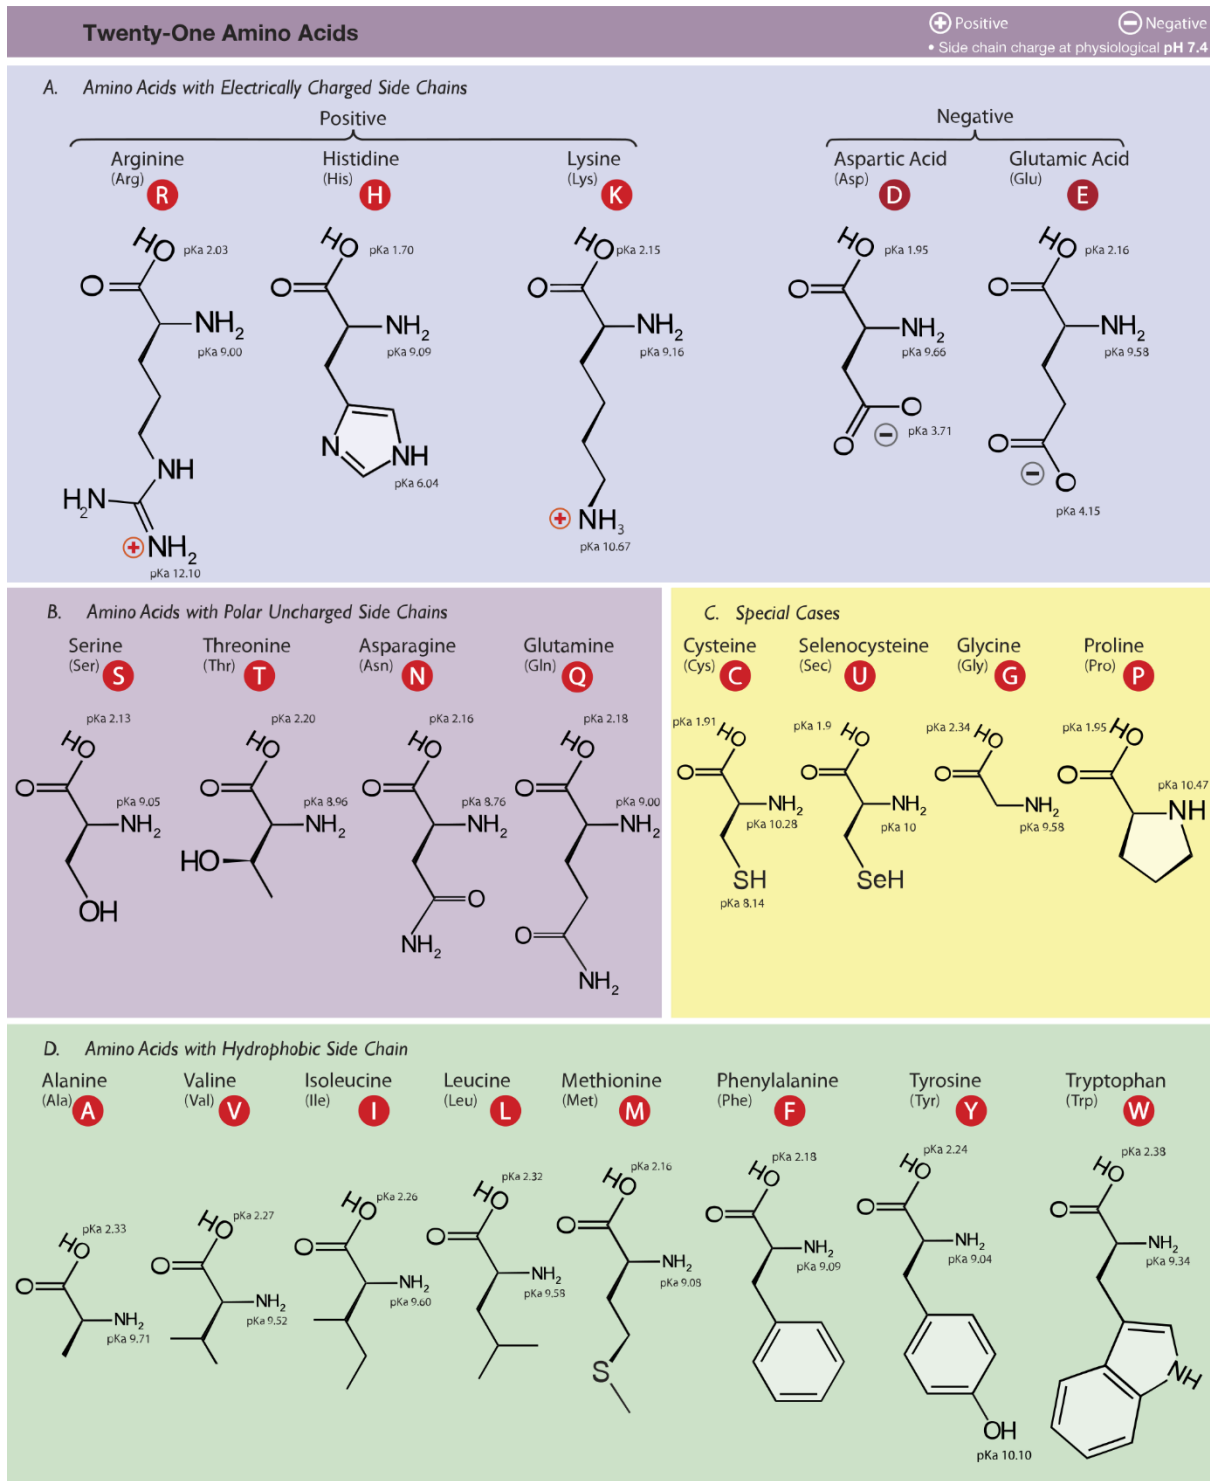 Twenty-One Amino Acids
+ Positive
− Negative
• Side chain charge at physiological pH 7.4
A. Amino Acids with Electrically Charged Side Chains
Positive
Negative
Arginine
(Arg)
R
Histidine
(His)
H
Lysine
(Lys)
K
Aspartic Acid
(Asp)
D
Glutamic Acid
(Glu)
E
HO pKa 2.03
O
NH2
pKa 9.00
NH
H2N
+ NH2
pKa 12.10
HO pKa 1.70
O
NH2
pKa 9.09
N
NH
pKa 6.04
HO pKa 2.15
O
NH2
pKa 9.16
+ NH3
pKa 10.67
HO pKa 1.95
O
NH2
pKa 9.66
O
O − pKa 3.71
HO pKa 2.16
O
NH2
pKa 9.58
O
− O
pKa 4.15
B. Amino Acids with Polar Uncharged Side Chains
Serine
(Ser)
S
Threonine
(Thr)
T
Asparagine
(Asn)
N
Glutamine
(Gln)
Q
pKa 2.13
HO
O
pKa 9.05
NH2
OH
pKa 2.20
HO
O
pKa 8.96
NH2
HO
pKa 2.16
HO
O
pKa 8.76
NH2
O
NH2
pKa 2.18
HO
O
pKa 9.00
NH2
O
NH2
C. Special Cases
Cysteine
(Cys)
C
Selenocysteine
(Sec)
U
Glycine
(Gly)
G
Proline
(Pro)
P
pKa 1.91 HO
O
NH2
pKa 10.28
SH
pKa 8.14
pKa 1.9 HO
O
NH2
pKa 10
SeH
pKa 2.34 HO
O
NH2
pKa 9.58
pKa 1.95 HO
O
pKa 10.47
NH
D. Amino Acids with Hydrophobic Side Chain
Alanine
(Ala)
A
Valine
(Val)
V
Isoleucine
(Ile)
I
Leucine
(Leu)
L
Methionine
(Met)
M
Phenylalanine
(Phe)
F
Tyrosine
(Tyr)
Y
Tryptophan
(Trp)
W
pKa 2.33
HO
O
NH2
pKa 9.71
HO pKa 2.27
O
NH2
pKa 9.52
HO pKa 2.26
O
NH2
pKa 9.60
pKa 2.32
HO
O
NH2
pKa 9.58
pKa 2.16
HO
O
NH2
pKa 9.08
S
pKa 2.18
HO
O
NH2
pKa 9.09
pKa 2.24
HO
O
NH2
pKa 9.04
OH
pKa 10.10
pKa 2.38
HO
O
NH2
pKa 9.34
NH